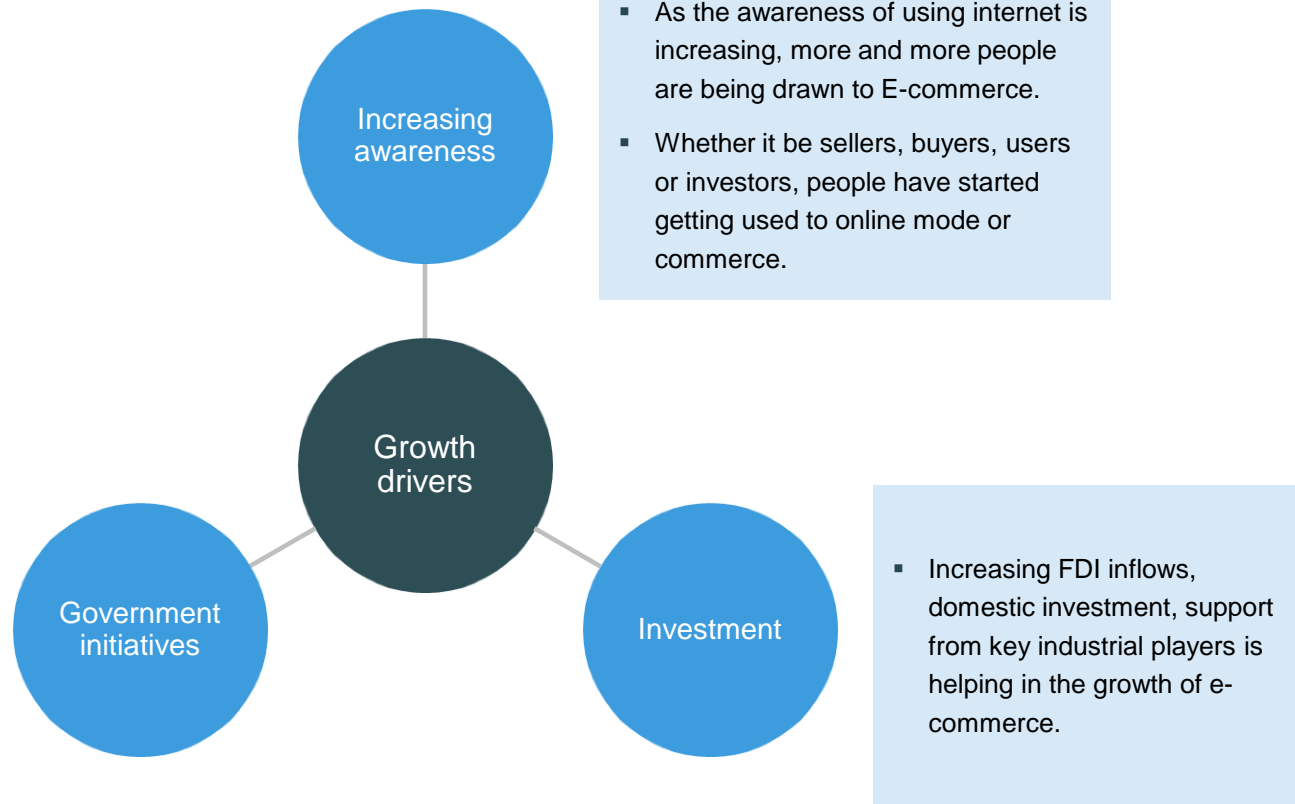 ▪ As the awareness of using internet is
increasing, more and more people
are being drawn to E-commerce.
▪ Whether it be sellers, buyers, users
or investors, people have started
getting used to online mode or
commerce.
Increasing
awareness
Growth
drivers
Government
initiatives
Investment
▪ Increasing FDI inflows,
domestic investment, support
from key industrial players is
helping in the growth of e-
commerce.